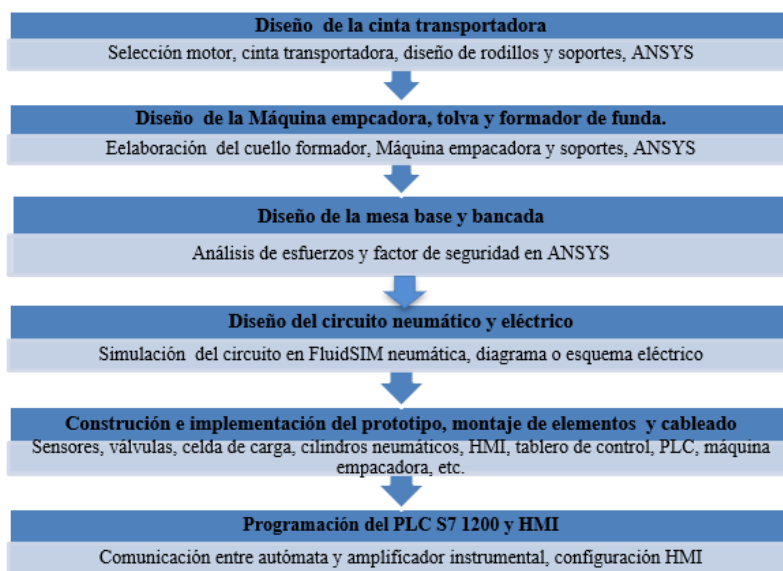 Diseño de la cinta transportadora
Selección motor, cinta transportadora, diseño de rodillos y soportes, ANSYS
Diseño de la Máquina empcadora, tolva y formador de funda.
Eelaboración del cuello formador, Máquina empacadora y soportes, ANSYS
Diseño de la mesa base y bancada
Análisis de esfuerzos y factor de seguridad en ANSYS
Diseño del circuito neumático y eléctrico
Simulación del circuito en FluidSIM neumática, diagrama o esquema eléctrico
Construción e implementación del prototipo, montaje de elementos y cableado
Sensores, válvulas, celda de carga, cilindros neumáticos, HMI, tablero de control, PLC, máquina
empacadora, etc.
Programación del PLC S7 1200 y HMI
Comunicación entre autómata y amplificador instrumental, configuración HMI